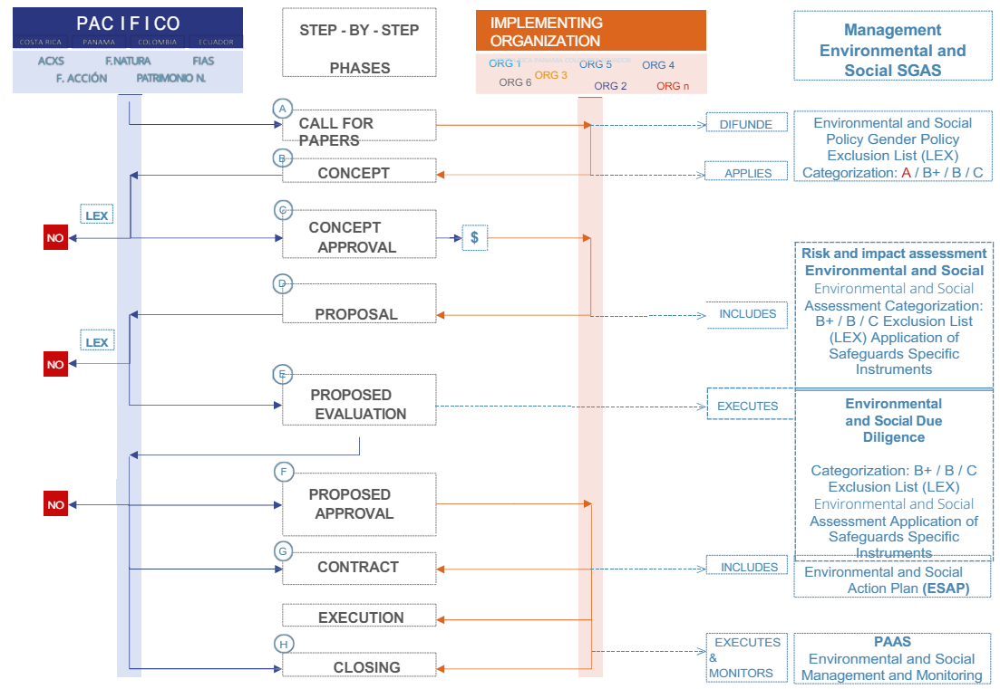 PAC I F I C O
COSTA RICA PANAMA COLOMBIA ECUADOR
ACXS F.NATURA FIAS
F. ACCIÓN PATRIMONIO N.
STEP - BY - STEP
PHASES
IMPLEMENTING
ORGANIZATION
ORG 1 ORG 5 ORG 4
ORG 6 ORG 3 ORG 2 ORG n
Management
Environmental and
Social SGAS
A
CALL FOR
PAPERS
DIFUNDE
Environmental and Social
Policy Gender Policy
Exclusion List (LEX)
Categorization: A / B+ / B / C
B
CONCEPT
APPLIES
LEX
NO
C
CONCEPT
APPROVAL
$
D
PROPOSAL
INCLUDES
Risk and impact assessment
Environmental and Social
Environmental and Social
Assessment Categorization:
B+ / B / C Exclusion List
(LEX) Application of
Safeguards Specific
Instruments
LEX
NO
E
PROPOSED
EVALUATION
EXECUTES
Environmental
and Social Due
Diligence
Categorization: B+ / B / C
Exclusion List (LEX)
Environmental and Social
Assessment Application of
Safeguards Specific
Instruments
NO
F
PROPOSED
APPROVAL
G
CONTRACT
INCLUDES
Environmental and Social
Action Plan (ESAP)
EXECUTION
H
CLOSING
EXECUTES
&
MONITORS
PAAS
Environmental and Social
Management and Monitoring